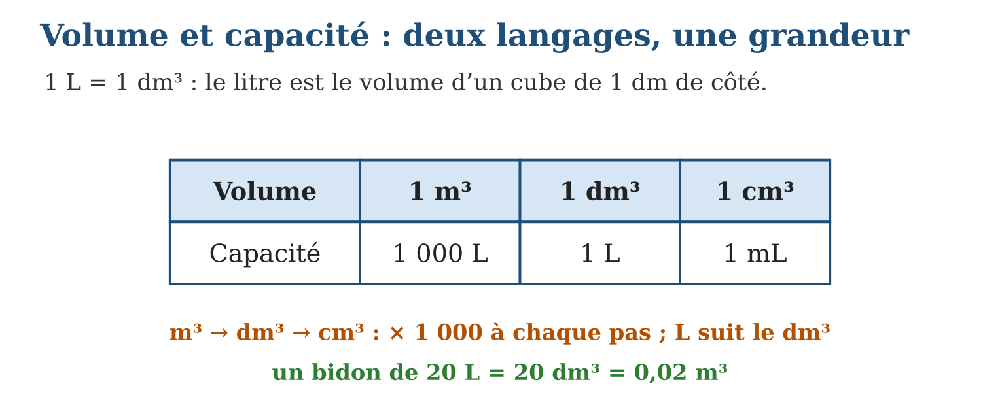 Volume et capacité : deux langages, une grandeur
1 L = 1 dm³ : le litre est le volume d’un cube de 1 dm de côté.
Volume 1 m³ 1 dm³ 1 cm³
Capacité 1 000 L 1 L 1 mL
m³ → dm³ → cm³ : × 1 000 à chaque pas ; L suit le dm³
un bidon de 20 L = 20 dm³ = 0,02 m³